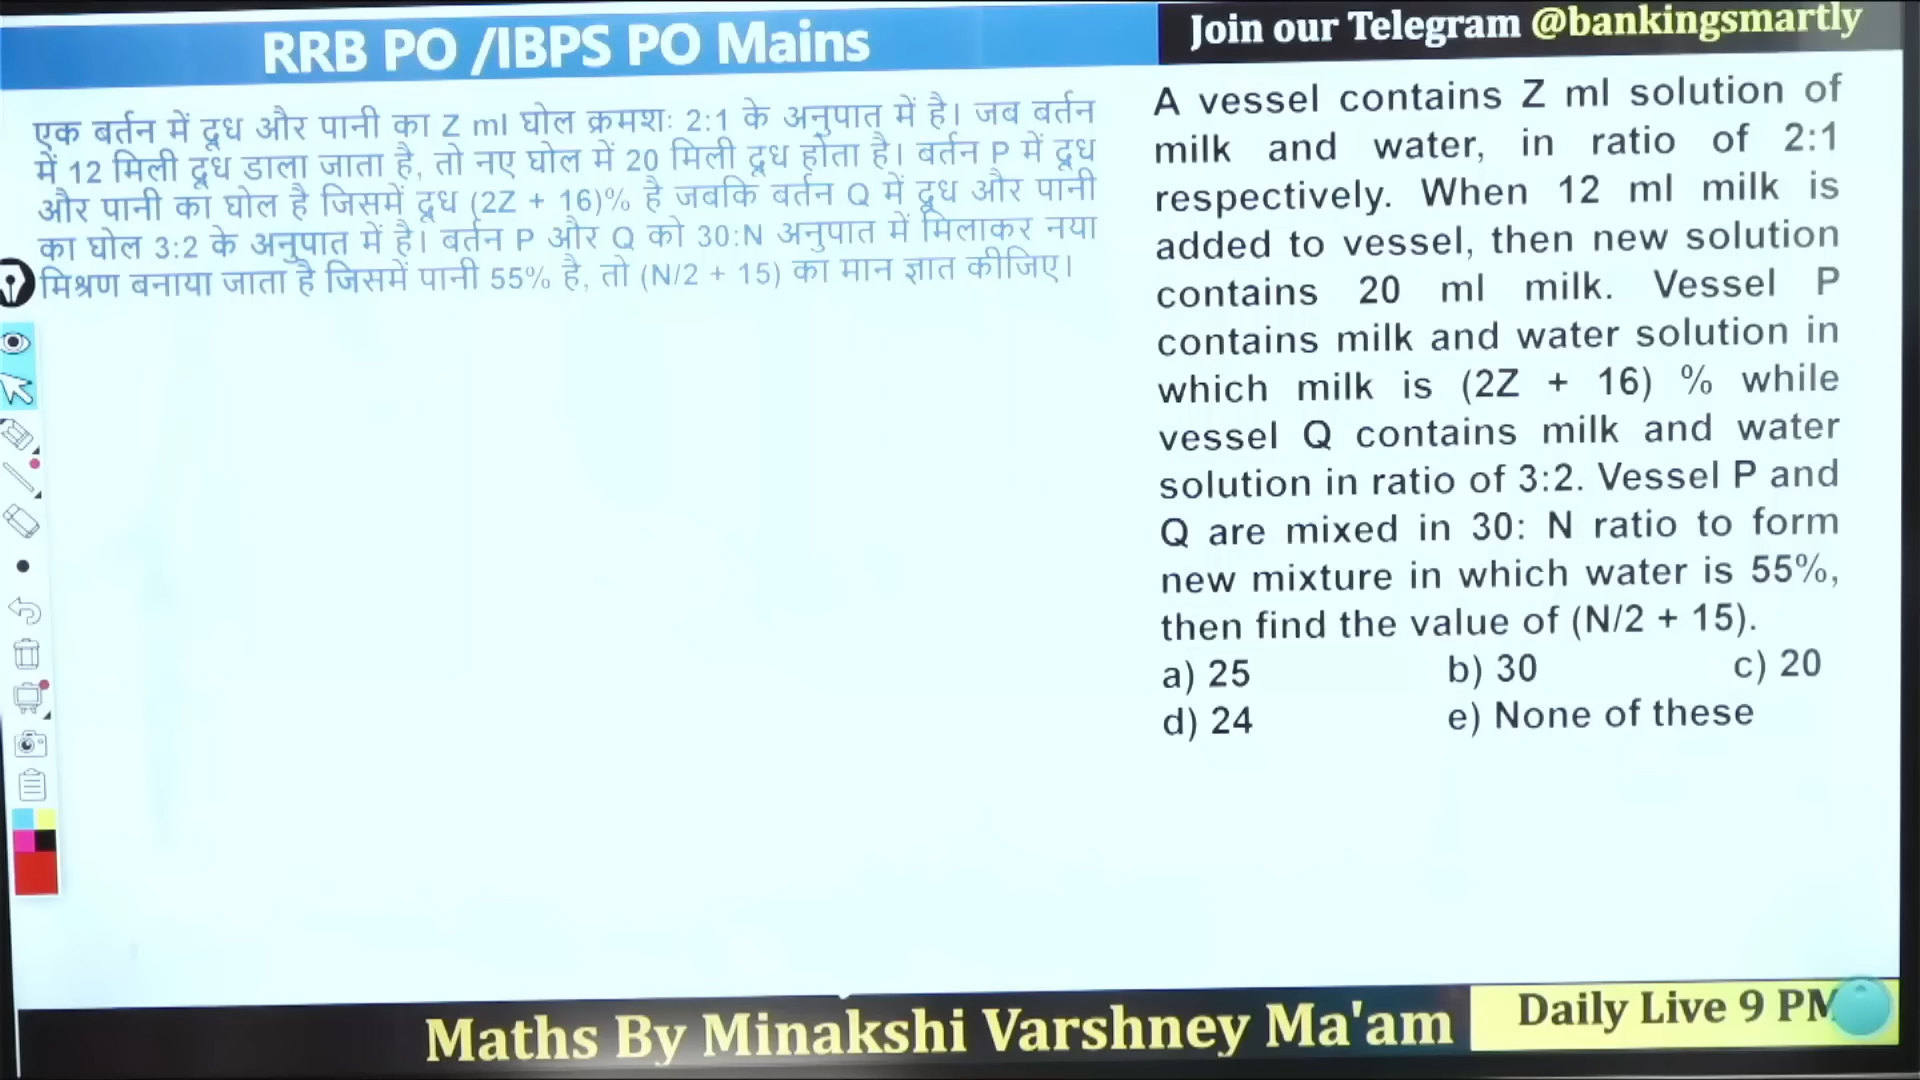 RRB PO /IBPS PO Mains
Join our Telegram @bankingsmartly
एक बर्तन में दूध और पानी का Z ml घोल क्रमशः 2:1 के अनुपात में है। जब बर्तन
में 12 मिली दूध डाला जाता है, तो नए घोल में 20 मिली दूध होता है। बर्तन P में दूध
और पानी का घोल है जिसमें दूध (2Z + 16)% है जबकि बर्तन Q में दूध और पानी
का घोल 3:2 के अनुपात में है। बर्तन P और Q को 30:N अनुपात में मिलाकर नया
मिश्रण बनाया जाता है जिसमें पानी 55% है, तो (N/2 + 15) का मान ज्ञात कीजिए।
A vessel contains Z ml solution of
milk and water, in ratio of 2:1
respectively. When 12 ml milk is
added to vessel, then new solution
contains 20 ml milk. Vessel P
contains milk and water solution in
which milk is (2Z + 16) % while
vessel Q contains milk and water
solution in ratio of 3:2. Vessel P and
Q are mixed in 30: N ratio to form
new mixture in which water is 55%,
then find the value of (N/2 + 15).
a) 25 b) 30 c) 20
d) 24 e) None of these
Maths By Minakshi Varshney Ma'am
Daily Live 9 PM